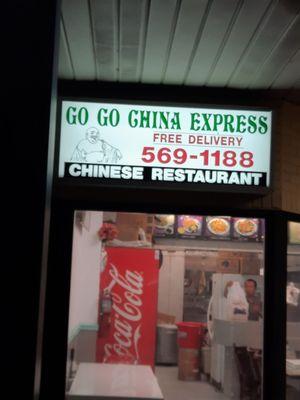 GO GO CHINA EXPRESS
FREE DELIVERY
569-1188
CHINESE RESTAURANT
Coca-Cola